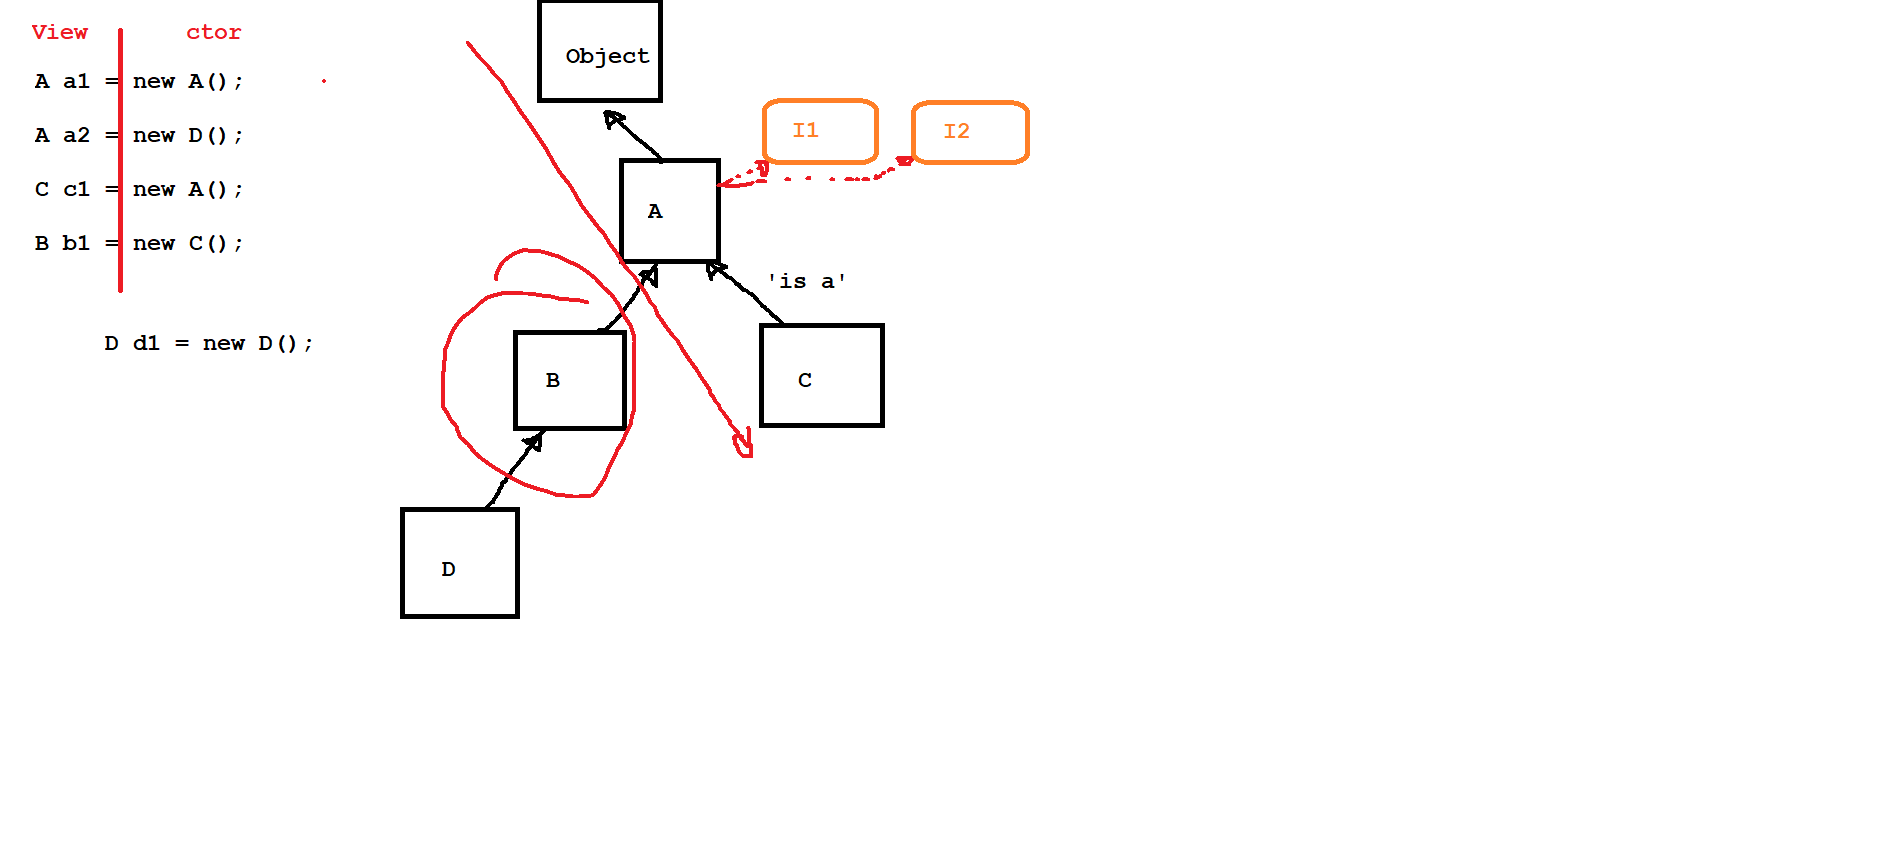 View ctor
A a1 = new A();
A a2 = new D();
C c1 = new A();
B b1 = new C();
D d1 = new D();
Object
I1
I2
A
'is a'
B
C
D